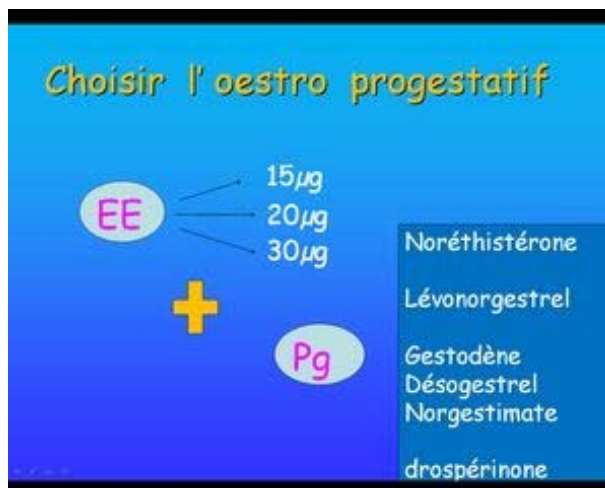 Choisir l' oestro progestatif
EE
15µg
20µg
30µg
Pg
Noréthistérone
Lévonorgestrel
Gestodène
Désogestrel
Norgestimate
drospérinone